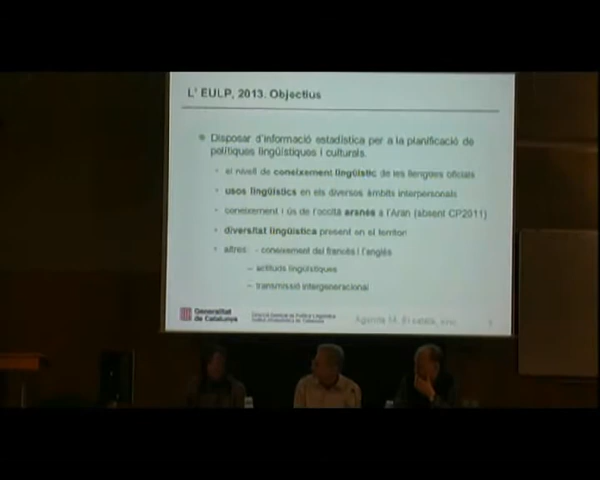 L' EULP, 2013. Objectius
Disposar d'informació estadística per a la planificació de
polítiques lingüístiques i culturals.
el nivell de coneixement lingüístic de les llengües oficials
usos lingüístics en els diversos àmbits interpersonals
coneixement i ús de l'occità aranès a l'Aran (absent CP2011)
diversitat lingüística present en el territori
altres: - coneixement del francès i l'anglès
– actituds lingüístiques
– transmissió intergeneracional
Generalitat
de Catalunya